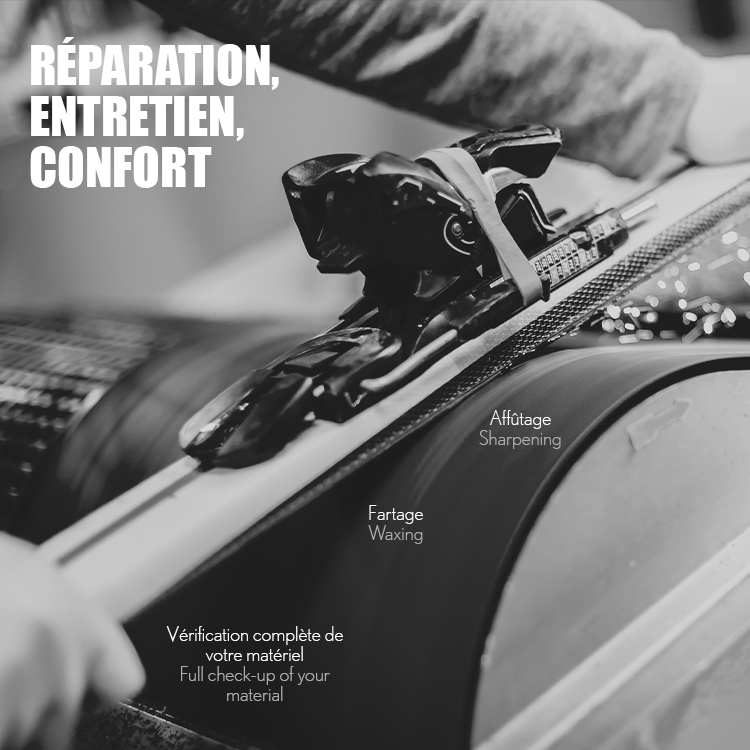 RÉPARATION,
ENTRETIEN,
CONFORT
Affûtage
Sharpening
Fartage
Waxing
Vérification complète de
votre matériel
Full check-up of your
material